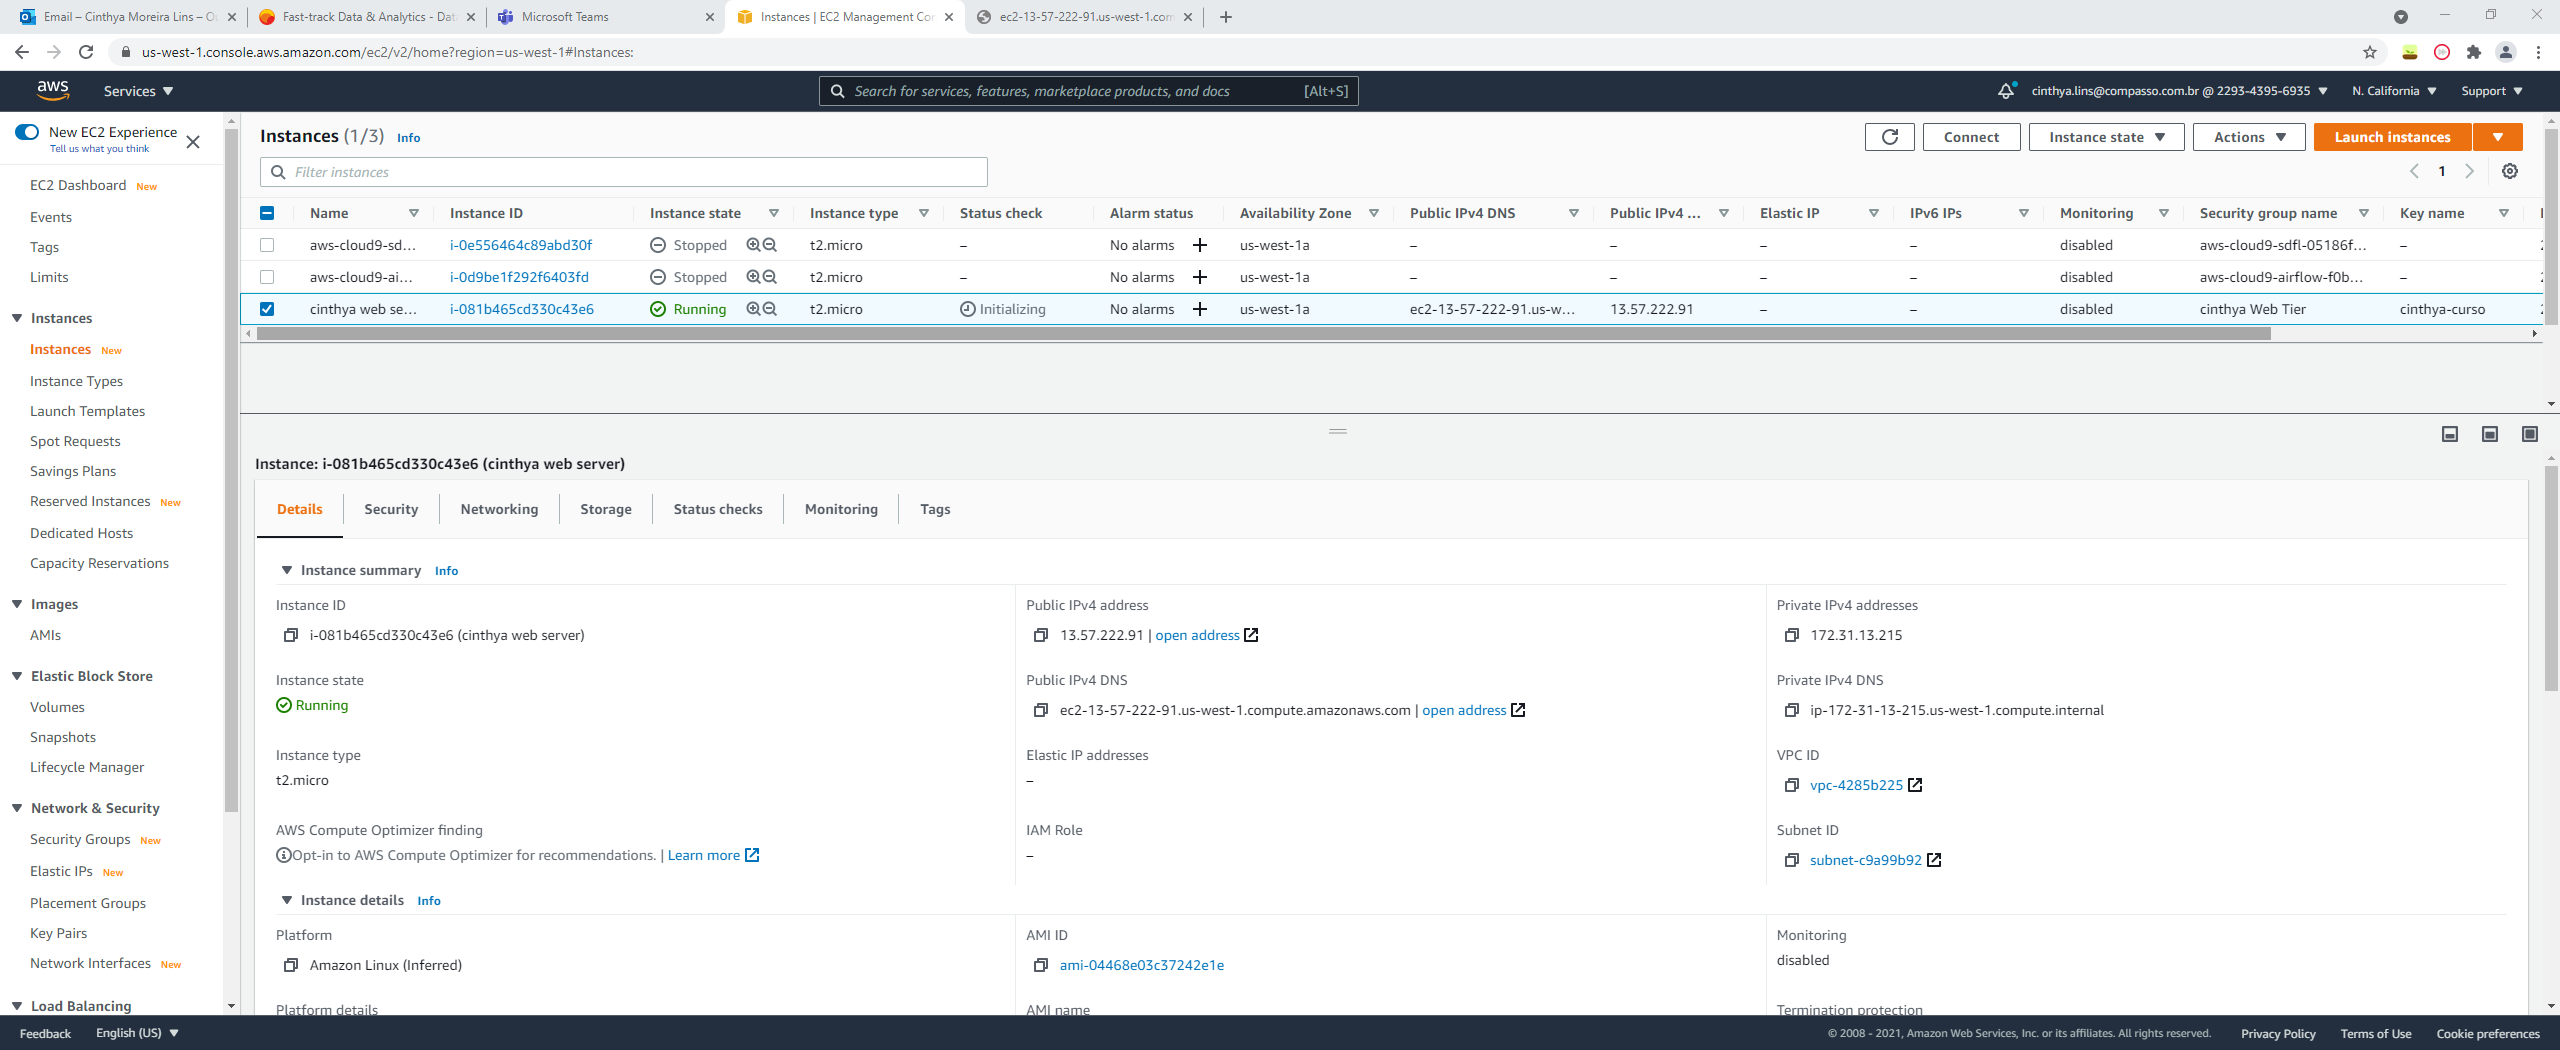 Email – Cinthya Moreira Lins – Ou
Fast-track Data & Analytics - Dat
Microsoft Teams
Instances | EC2 Management Con
ec2-13-57-222-91.us-west-1.com
us-west-1.console.aws.amazon.com/ec2/v2/home?region=us-west-1#Instances:
aws
Services
Search for services, features, marketplace products, and docs [Alt+S]
cinthya.lins@compasso.com.br @ 2293-4395-6935
N. California
Support
New EC2 Experience
Tell us what you think
EC2 Dashboard New
Events
Tags
Limits
Instances
Instances New
Instance Types
Launch Templates
Spot Requests
Savings Plans
Reserved Instances New
Dedicated Hosts
Capacity Reservations
Images
AMIs
Elastic Block Store
Volumes
Snapshots
Lifecycle Manager
Network & Security
Security Groups New
Elastic IPs New
Placement Groups
Key Pairs
Network Interfaces New
Load Balancing
Instances (1/3) Info
Connect
Instance state
Actions
Launch instances
Filter instances
1
Name Instance ID Instance state Instance type Status check Alarm status Availability Zone Public IPv4 DNS Public IPv4 ... Elastic IP IPv6 IPs Monitoring Security group name Key name
aws-cloud9-sd... i-0e556464c89abd30f Stopped t2.micro – No alarms + us-west-1a – – – – disabled aws-cloud9-sdfl-05186f... –
aws-cloud9-ai... i-0d9be1f292f6403fd Stopped t2.micro – No alarms + us-west-1a – – – – disabled aws-cloud9-airflow-f0b... –
cinthya web se... i-081b465cd330c43e6 Running t2.micro Initializing No alarms + us-west-1a ec2-13-57-222-91.us-w... 13.57.222.91 – – disabled cinthya Web Tier cinthya-curso
Instance: i-081b465cd330c43e6 (cinthya web server)
Details Security Networking Storage Status checks Monitoring Tags
Instance summary Info
Instance ID
i-081b465cd330c43e6 (cinthya web server)
Public IPv4 address
13.57.222.91 | open address
Private IPv4 addresses
172.31.13.215
Instance state
Running
Public IPv4 DNS
ec2-13-57-222-91.us-west-1.compute.amazonaws.com | open address
Private IPv4 DNS
ip-172-31-13-215.us-west-1.compute.internal
Instance type
t2.micro
Elastic IP addresses
–
VPC ID
vpc-4285b225
AWS Compute Optimizer finding
Opt-in to AWS Compute Optimizer for recommendations. | Learn more
IAM Role
–
Subnet ID
subnet-c9a99b92
Instance details Info
Platform
Amazon Linux (Inferred)
AMI ID
ami-04468e03c37242e1e
Monitoring
disabled
Platform details
AMI name
Termination protection
Feedback
English (US)
© 2008 - 2021, Amazon Web Services, Inc. or its affiliates. All rights reserved.
Privacy Policy
Terms of Use
Cookie preferences